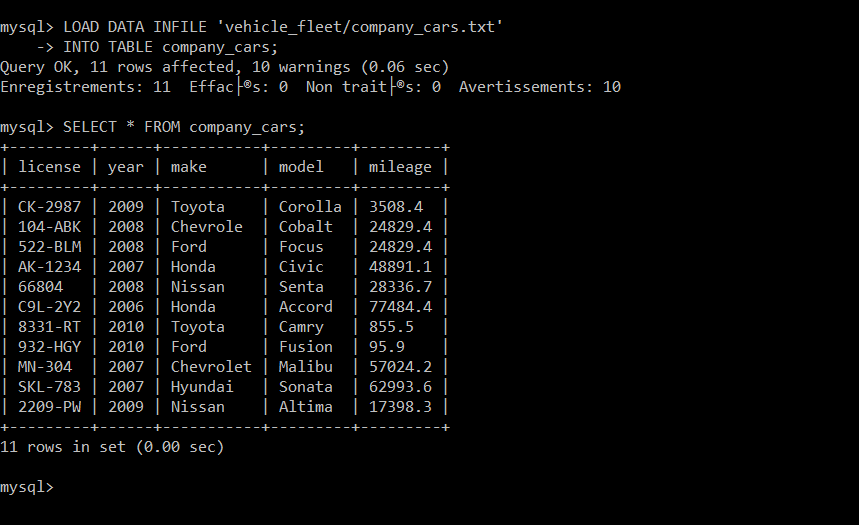 mysql> LOAD DATA INFILE 'vehicle_fleet/company_cars.txt'
    -> INTO TABLE company_cars;
Query OK, 11 rows affected, 10 warnings (0.06 sec)
Enregistrements: 11  Effac├®s: 0  Non trait├®s: 0  Avertissements: 10

mysql> SELECT * FROM company_cars;
+---------+------+-----------+---------+---------+
| license | year | make      | model   | mileage |
+---------+------+-----------+---------+---------+
| CK-2987 | 2009 | Toyota    | Corolla | 3508.4  |
| 104-ABK | 2008 | Chevrole  | Cobalt  | 24829.4 |
| 522-BLM | 2008 | Ford      | Focus   | 24829.4 |
| AK-1234 | 2007 | Honda     | Civic   | 48891.1 |
| 66804   | 2008 | Nissan    | Senta   | 28336.7 |
| C9L-2Y2 | 2006 | Honda     | Accord  | 77484.4 |
| 8331-RT | 2010 | Toyota    | Camry   | 855.5   |
| 932-HGY | 2010 | Ford      | Fusion  | 95.9    |
| MN-304  | 2007 | Chevrolet | Malibu  | 57024.2 |
| SKL-783 | 2007 | Hyundai   | Sonata  | 62993.6 |
| 2209-PW | 2009 | Nissan    | Altima  | 17398.3 |
+---------+------+-----------+---------+---------+
11 rows in set (0.00 sec)

mysql>